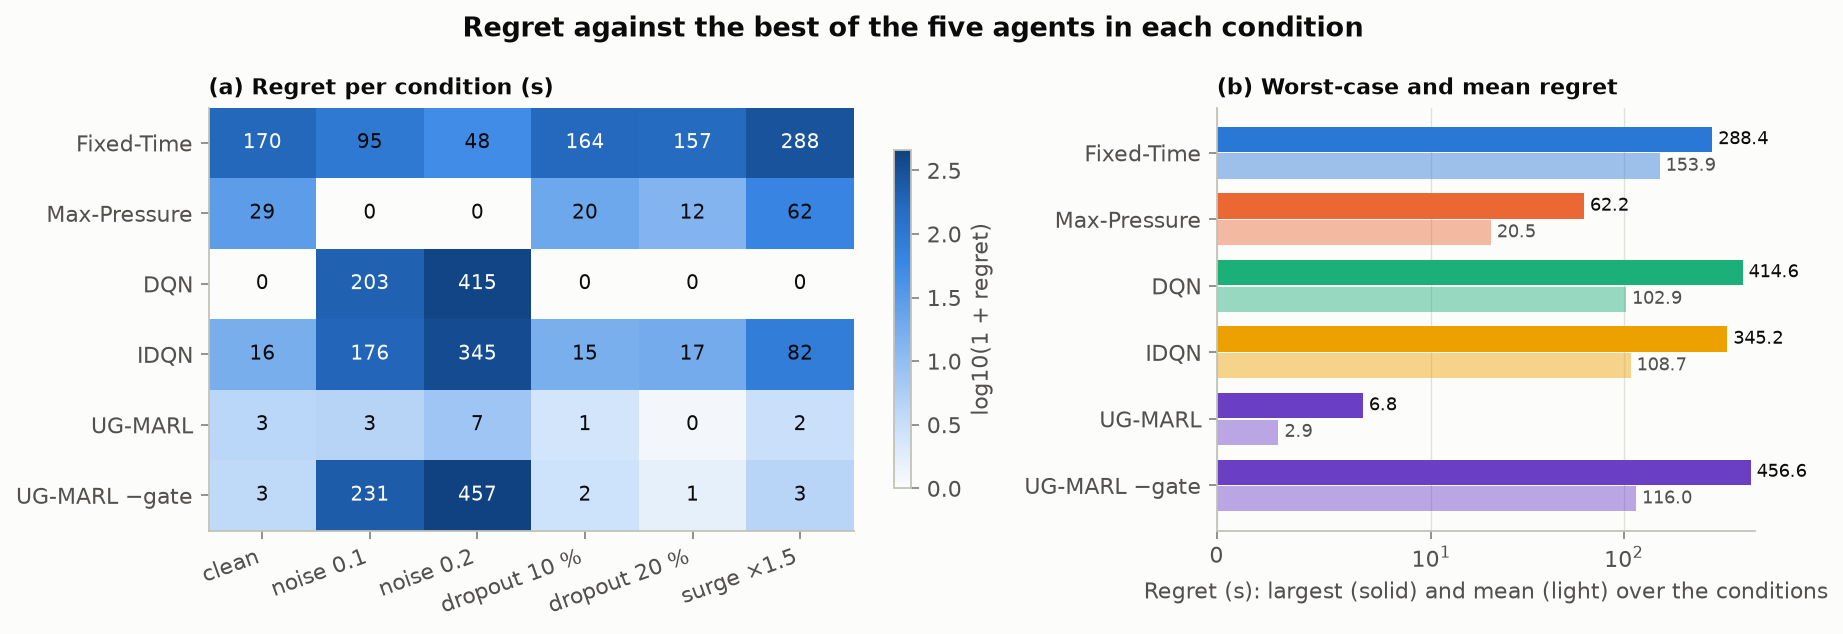 Regret against the best of the five agents in each condition
(a) Regret per condition (s)
Fixed-Time 170 95 48 164 157 288
Max-Pressure 29 0 0 20 12 62
DQN 0 203 415 0 0 0
IDQN 16 176 345 15 17 82
UG-MARL 3 3 7 1 0 2
UG-MARL −gate 3 231 457 2 1 3
clean noise 0.1 noise 0.2 dropout 10 % dropout 20 % surge ×1.5
2.5
2.0
1.5
1.0
0.5
0.0
log10(1 + regret)
(b) Worst-case and mean regret
Fixed-Time 288.4
153.9
Max-Pressure 62.2
20.5
DQN 414.6
102.9
IDQN 345.2
108.7
UG-MARL 6.8
2.9
UG-MARL −gate 456.6
116.0
0 10¹ 10²
Regret (s): largest (solid) and mean (light) over the conditions